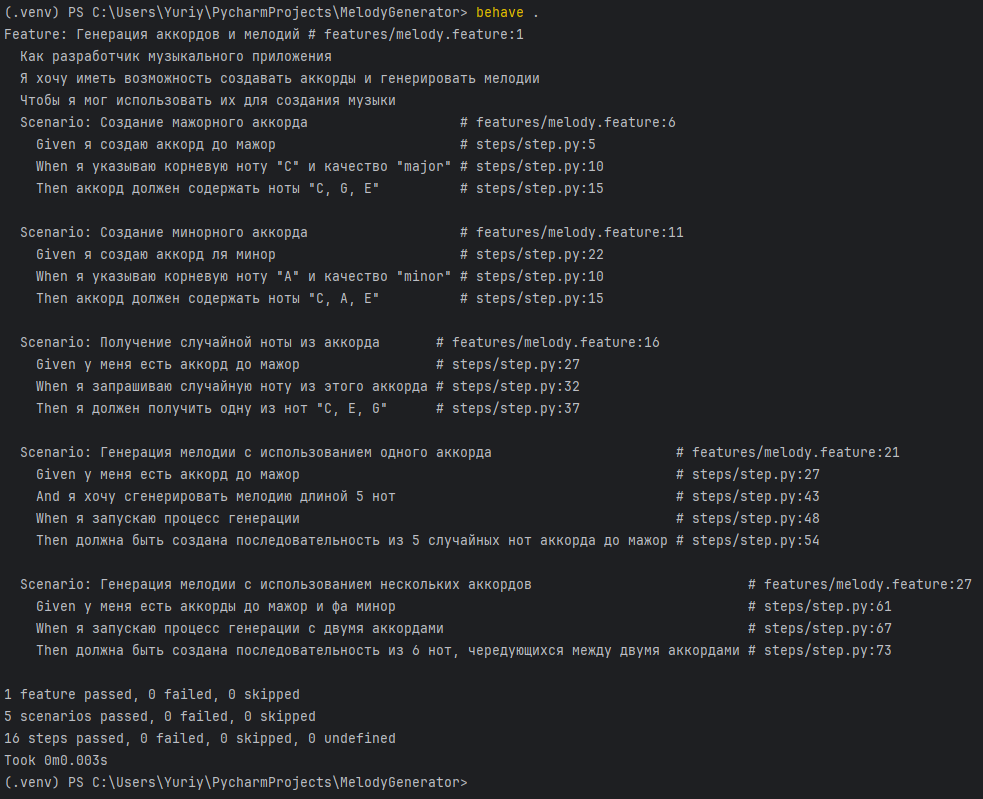 (.venv) PS C:\Users\Yuriy\PycharmProjects\MelodyGenerator> behave .
Feature: Генерация аккордов и мелодий # features/melody.feature:1
  Как разработчик музыкального приложения
  Я хочу иметь возможность создавать аккорды и генерировать мелодии
  Чтобы я мог использовать их для создания музыки
  Scenario: Создание мажорного аккорда                   # features/melody.feature:6
    Given я создаю аккорд до мажор                       # steps/step.py:5
    When я указываю корневую ноту "C" и качество "major" # steps/step.py:10
    Then аккорд должен содержать ноты "C, G, E"          # steps/step.py:15

  Scenario: Создание минорного аккорда                   # features/melody.feature:11
    Given я создаю аккорд ля минор                       # steps/step.py:22
    When я указываю корневую ноту "A" и качество "minor" # steps/step.py:10
    Then аккорд должен содержать ноты "C, A, E"          # steps/step.py:15

  Scenario: Получение случайной ноты из аккорда       # features/melody.feature:16
    Given у меня есть аккорд до мажор                 # steps/step.py:27
    When я запрашиваю случайную ноту из этого аккорда # steps/step.py:32
    Then я должен получить одну из нот "C, E, G"      # steps/step.py:37

  Scenario: Генерация мелодии с использованием одного аккорда                       # features/melody.feature:21
    Given у меня есть аккорд до мажор                                               # steps/step.py:27
    And я хочу сгенерировать мелодию длиной 5 нот                                   # steps/step.py:43
    When я запускаю процесс генерации                                               # steps/step.py:48
    Then должна быть создана последовательность из 5 случайных нот аккорда до мажор # steps/step.py:54

  Scenario: Генерация мелодии с использованием нескольких аккордов                           # features/melody.feature:27
    Given у меня есть аккорды до мажор и фа минор                                            # steps/step.py:61
    When я запускаю процесс генерации с двумя аккордами                                      # steps/step.py:67
    Then должна быть создана последовательность из 6 нот, чередующихся между двумя аккордами # steps/step.py:73

1 feature passed, 0 failed, 0 skipped
5 scenarios passed, 0 failed, 0 skipped
16 steps passed, 0 failed, 0 skipped, 0 undefined
Took 0m0.003s
(.venv) PS C:\Users\Yuriy\PycharmProjects\MelodyGenerator>